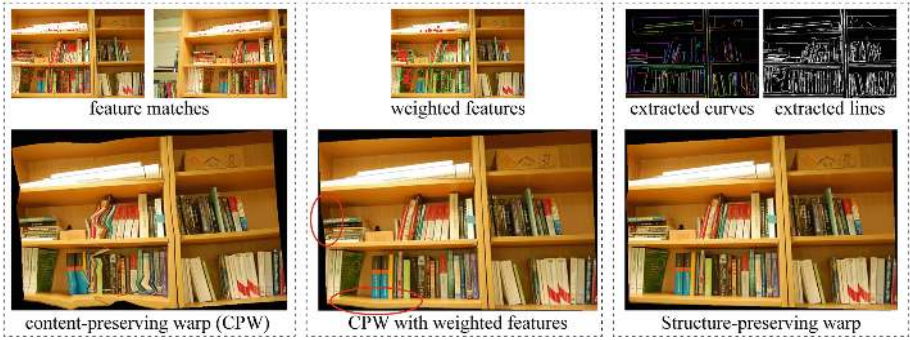 feature matches
weighted features
extracted curves
extracted lines
content-preserving warp (CPW)
CPW with weighted features
Structure-preserving warp